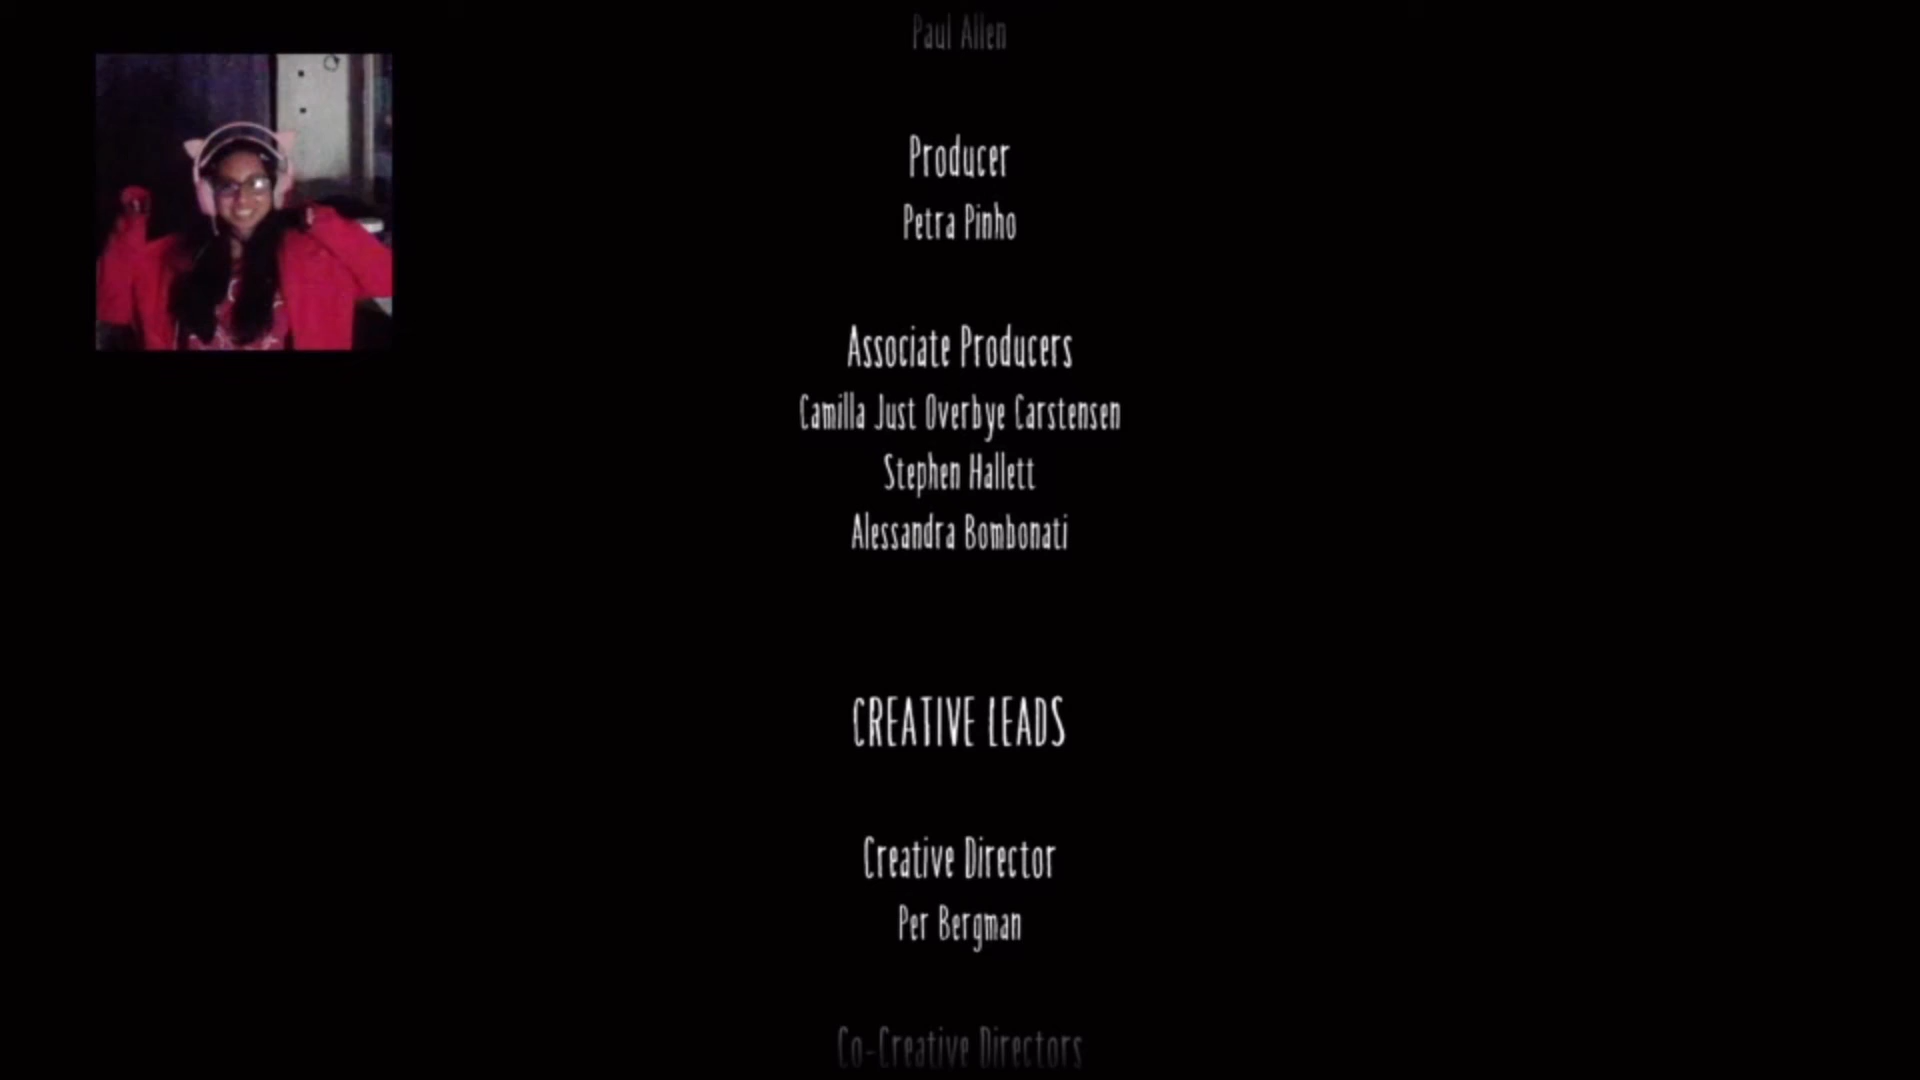 Paul Allen
Producer
Petra Pinho
Associate Producers
Camilla Just Overbye Carstensen
Stephen Hallett
Alessandra Bombonati
CREATIVE LEADS
Creative Director
Per Bergman
Co-Creative Directors